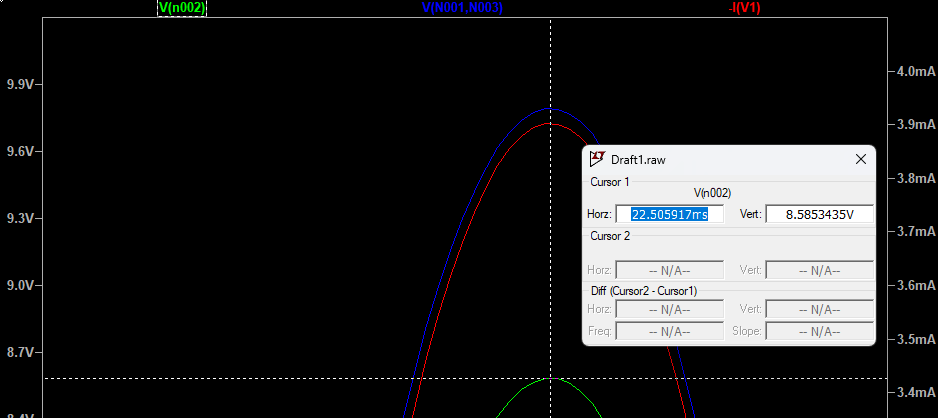 V(n002) V(N001,N003) -I(V1)
9.9V
9.6V
9.3V
9.0V
8.7V
8.4V
4.0mA
3.9mA
3.8mA
3.7mA
3.6mA
3.5mA
3.4mA
Draft1.raw
Cursor 1
V(n002)
Horz: 22.505917ms Vert: 8.5853435V
Cursor 2
Horz: -- N/A-- Vert: -- N/A--
Diff (Cursor2 - Cursor1)
Horz: -- N/A-- Vert: -- N/A--
Freq: -- N/A-- Slope: -- N/A--